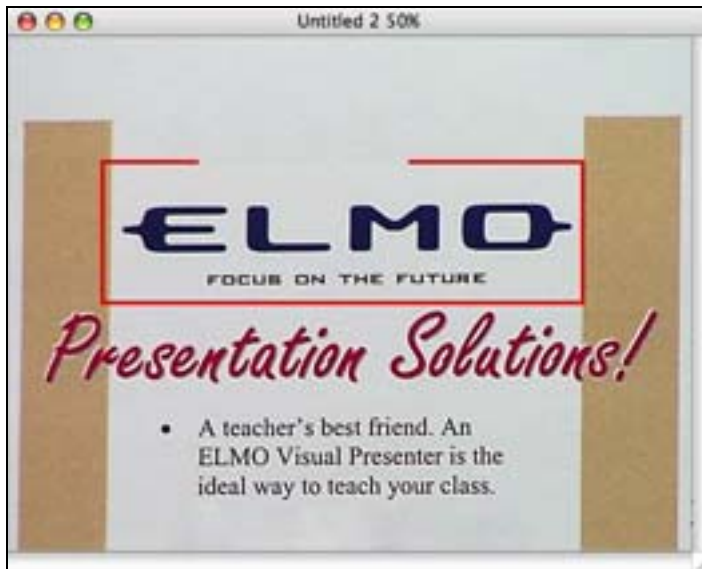 Untitled 2 50%
ELMO
FOCUS ON THE FUTURE
Presentation Solutions!
• A teacher's best friend. An
ELMO Visual Presenter is the
ideal way to teach your class.